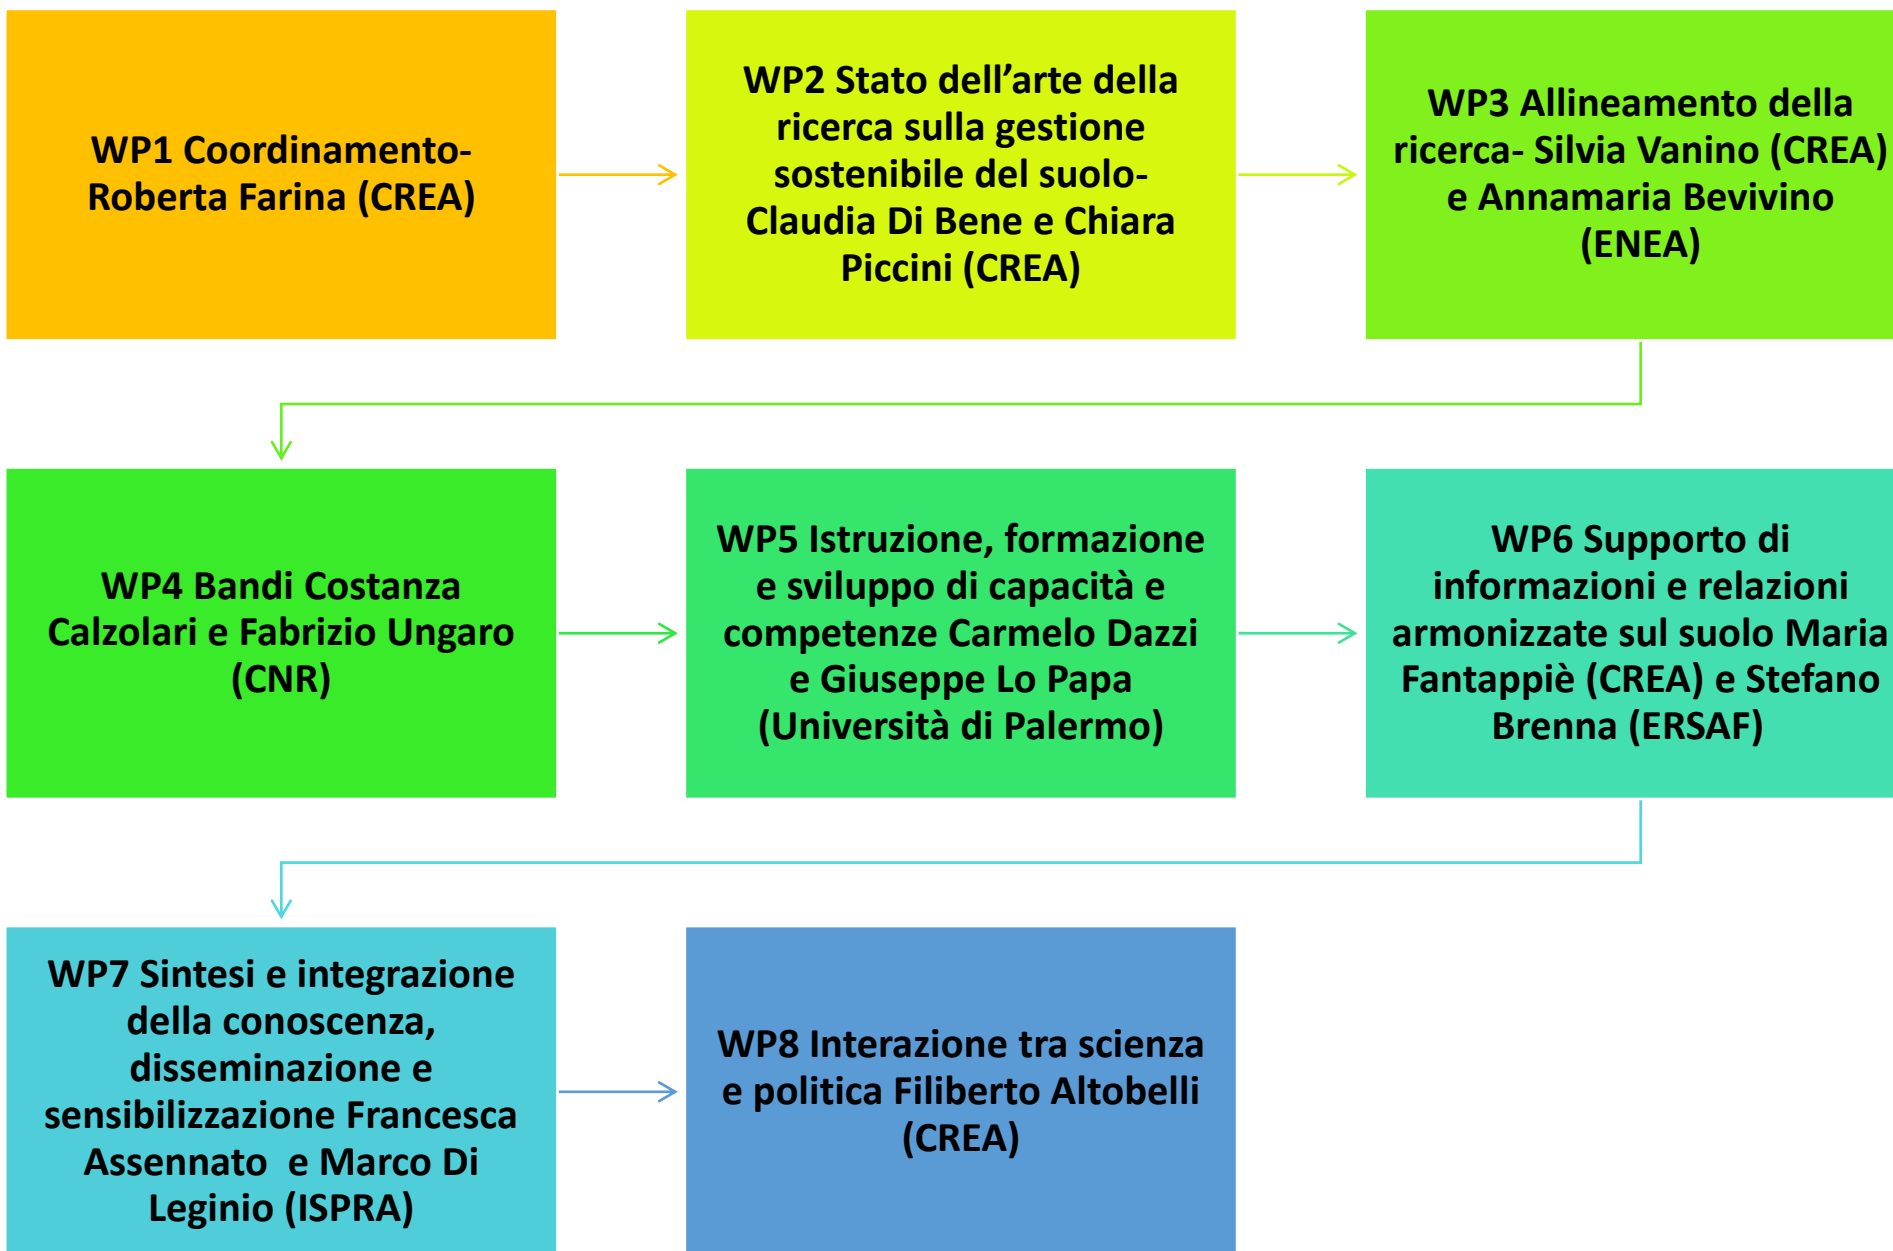 WP1 Coordinamento-
Roberta Farina (CREA)
WP2 Stato dell’arte della
ricerca sulla gestione
sostenibile del suolo-
Claudia Di Bene e Chiara
Piccini (CREA)
WP3 Allineamento della
ricerca- Silvia Vanino (CREA)
e Annamaria Bevivino
(ENEA)
WP4 Bandi Costanza
Calzolari e Fabrizio Ungaro
(CNR)
WP5 Istruzione, formazione
e sviluppo di capacità e
competenze Carmelo Dazzi
e Giuseppe Lo Papa
(Università di Palermo)
WP6 Supporto di
informazioni e relazioni
armonizzate sul suolo Maria
Fantappiè (CREA) e Stefano
Brenna (ERSAF)
WP7 Sintesi e integrazione
della conoscenza,
disseminazione e
sensibilizzazione Francesca
Assennato e Marco Di
Leginio (ISPRA)
WP8 Interazione tra scienza
e politica Filiberto Altobelli
(CREA)